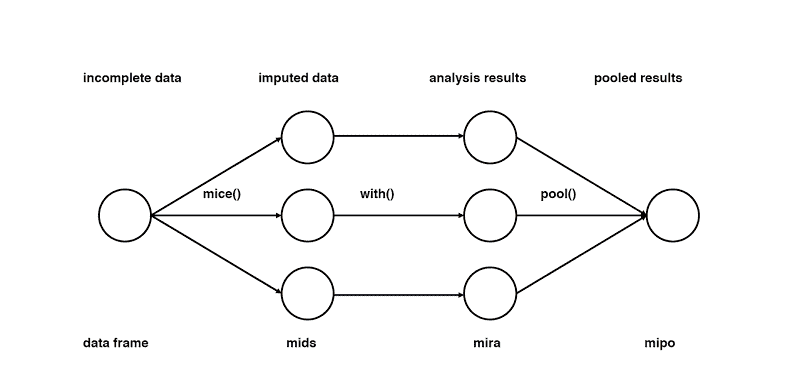 incomplete data
imputed data
analysis results
pooled results
mice()
with()
pool()
data frame
mids
mira
mipo